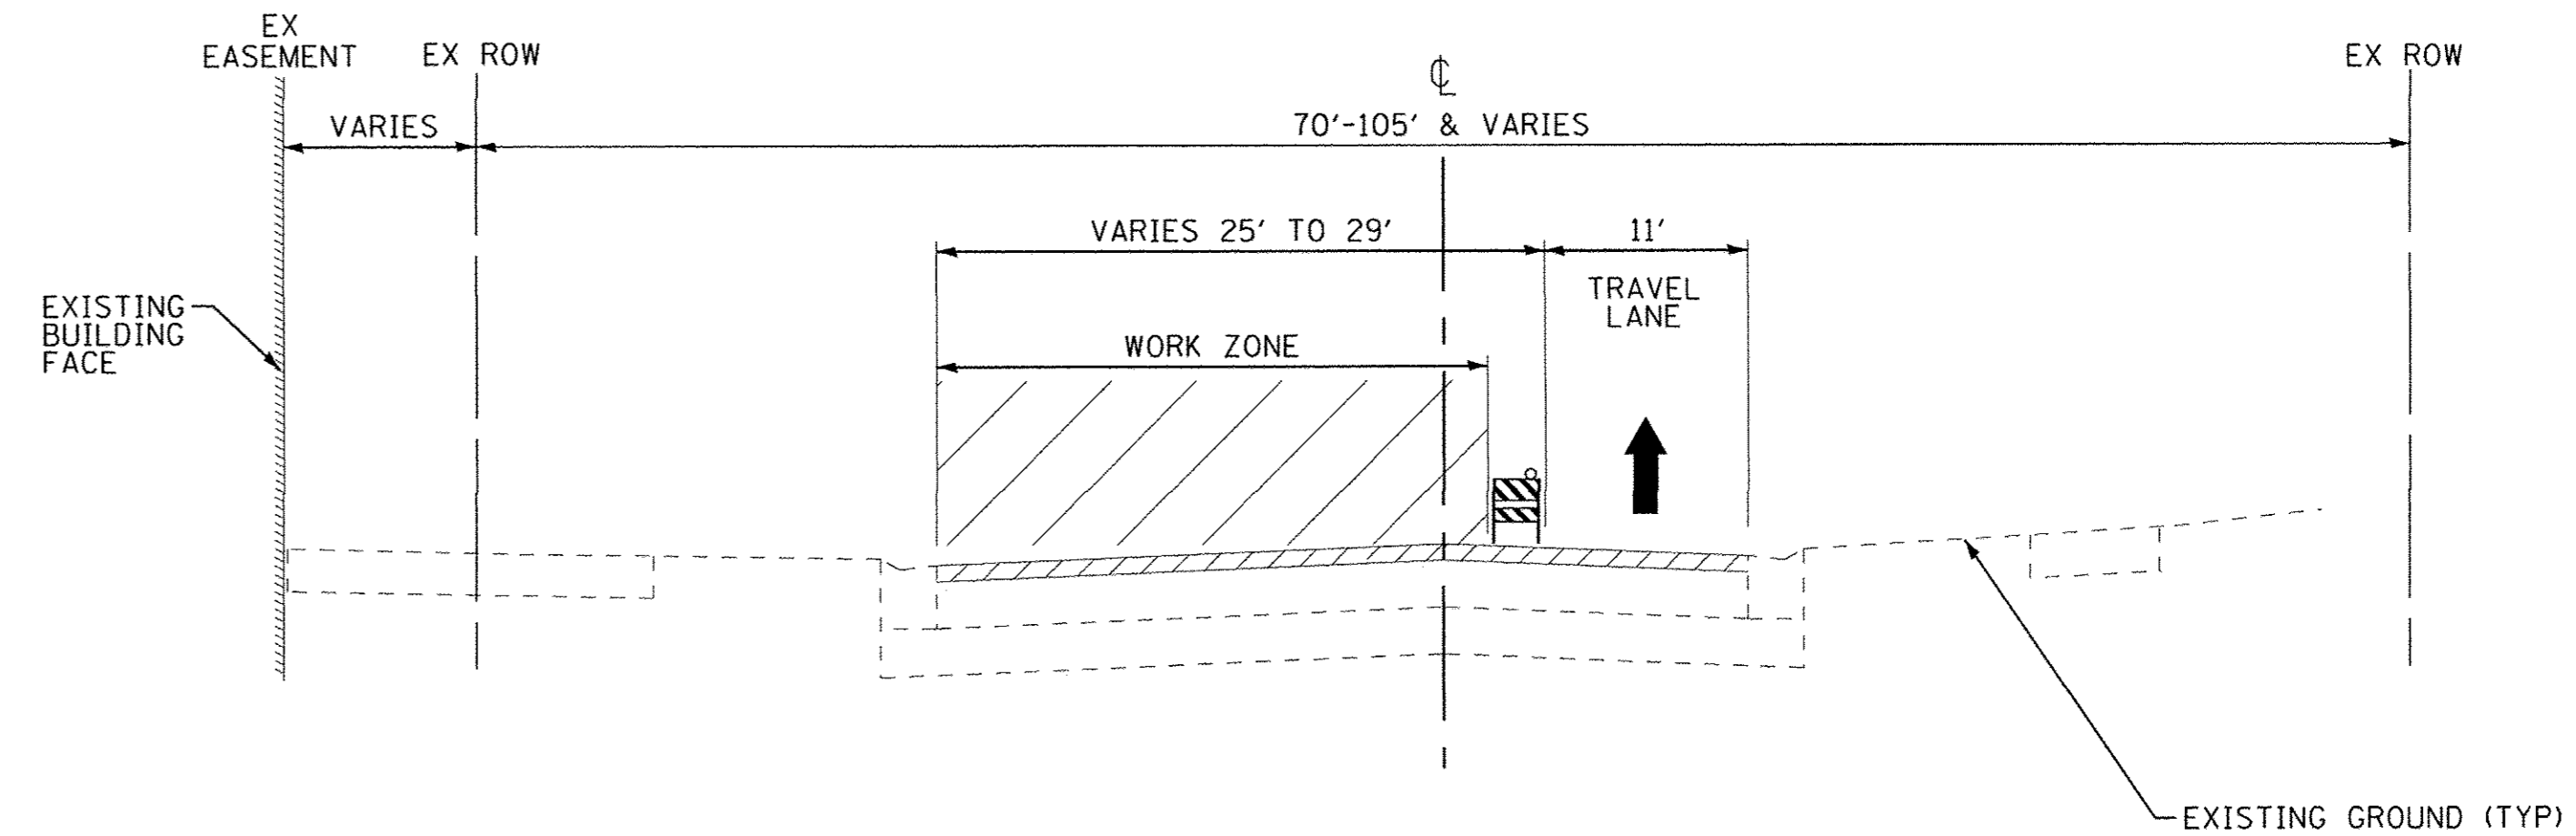 EX
EASEMENT
EX ROW
℄
EX ROW
VARIES
70'-105' & VARIES
VARIES 25' TO 29'
11'
TRAVEL
LANE
EXISTING
BUILDING
FACE
WORK ZONE
EXISTING GROUND (TYP)